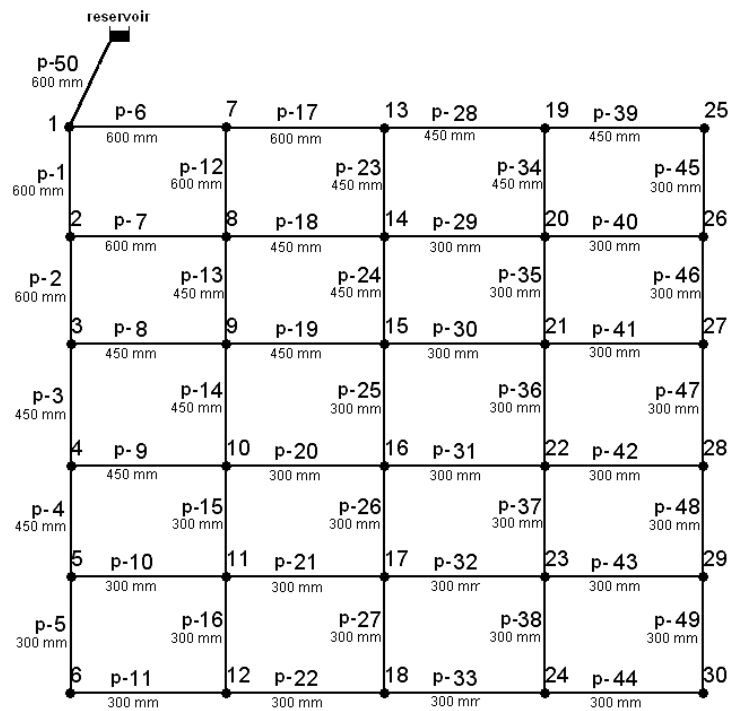 reservoir
p-50
600 mm
1 p-6 7 p-17 13 p-28 19 p-39 25
600 mm 600 mm 450 mm 450 mm
p-1 p-12 p-23 p-34 p-45
600 mm 600 mm 450 mm 450 mm 300 mm
2 p-7 8 p-18 14 p-29 20 p-40 26
600 mm 450 mm 300 mm 300 mm
p-2 p-13 p-24 p-35 p-46
600 mm 450 mm 450 mm 300 mm 300 mm
3 p-8 9 p-19 15 p-30 21 p-41 27
450 mm 450 mm 300 mm 300 mm
p-3 p-14 p-25 p-36 p-47
450 mm 450 mm 300 mm 300 mm 300 mm
4 p-9 10 p-20 16 p-31 22 p-42 28
450 mm 300 mm 300 mm 300 mm
p-4 p-15 p-26 p-37 p-48
450 mm 300 mm 300 mm 300 mm 300 mm
5 p-10 11 p-21 17 p-32 23 p-43 29
300 mm 300 mm 300 mm 300 mm
p-5 p-16 p-27 p-38 p-49
300 mm 300 mm 300 mm 300 mm 300 mm
6 p-11 12 p-22 18 p-33 24 p-44 30
300 mm 300 mm 300 mm 300 mm